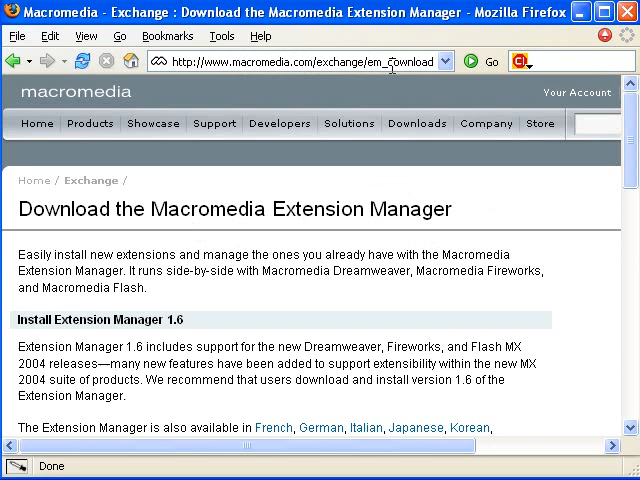 Macromedia - Exchange : Download the Macromedia Extension Manager - Mozilla Firefox
File Edit View Go Bookmarks Tools Help
http://www.macromedia.com/exchange/em_download Go
macromedia Your Account
Home Products Showcase Support Developers Solutions Downloads Company Store
Home / Exchange /
Download the Macromedia Extension Manager
Easily install new extensions and manage the ones you already have with the Macromedia
Extension Manager. It runs side-by-side with Macromedia Dreamweaver, Macromedia Fireworks,
and Macromedia Flash.
Install Extension Manager 1.6
Extension Manager 1.6 includes support for the new Dreamweaver, Fireworks, and Flash MX
2004 releases—many new features have been added to support extensibility within the new MX
2004 suite of products. We recommend that users download and install version 1.6 of the
Extension Manager.
The Extension Manager is also available in French, German, Italian, Japanese, Korean,
Done